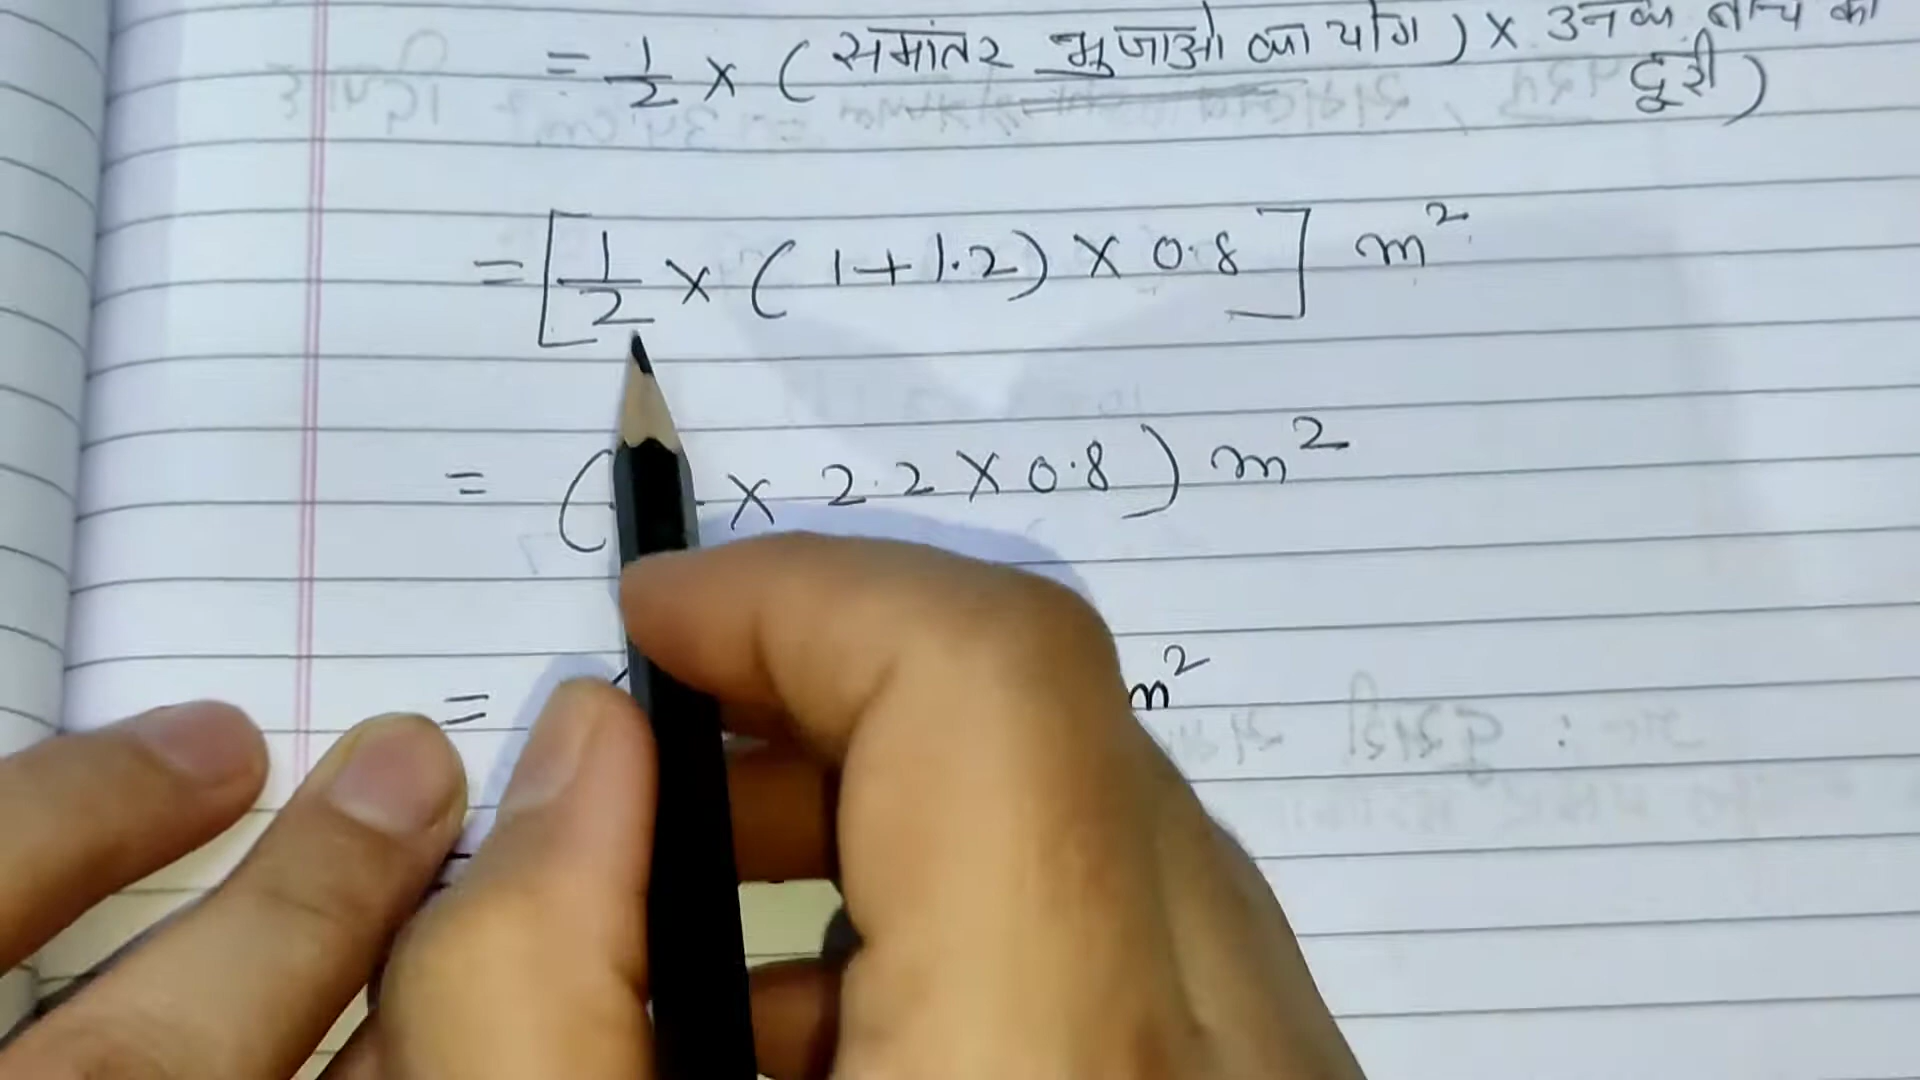 = 1/2 × ( समांतर भुजाओ का योग ) × उनके बीच की
दूरी )
= [ 1/2 × ( 1 + 1.2 ) × 0.8 ] m²
= ( × 2.2 × 0.8 ) m²
= m²